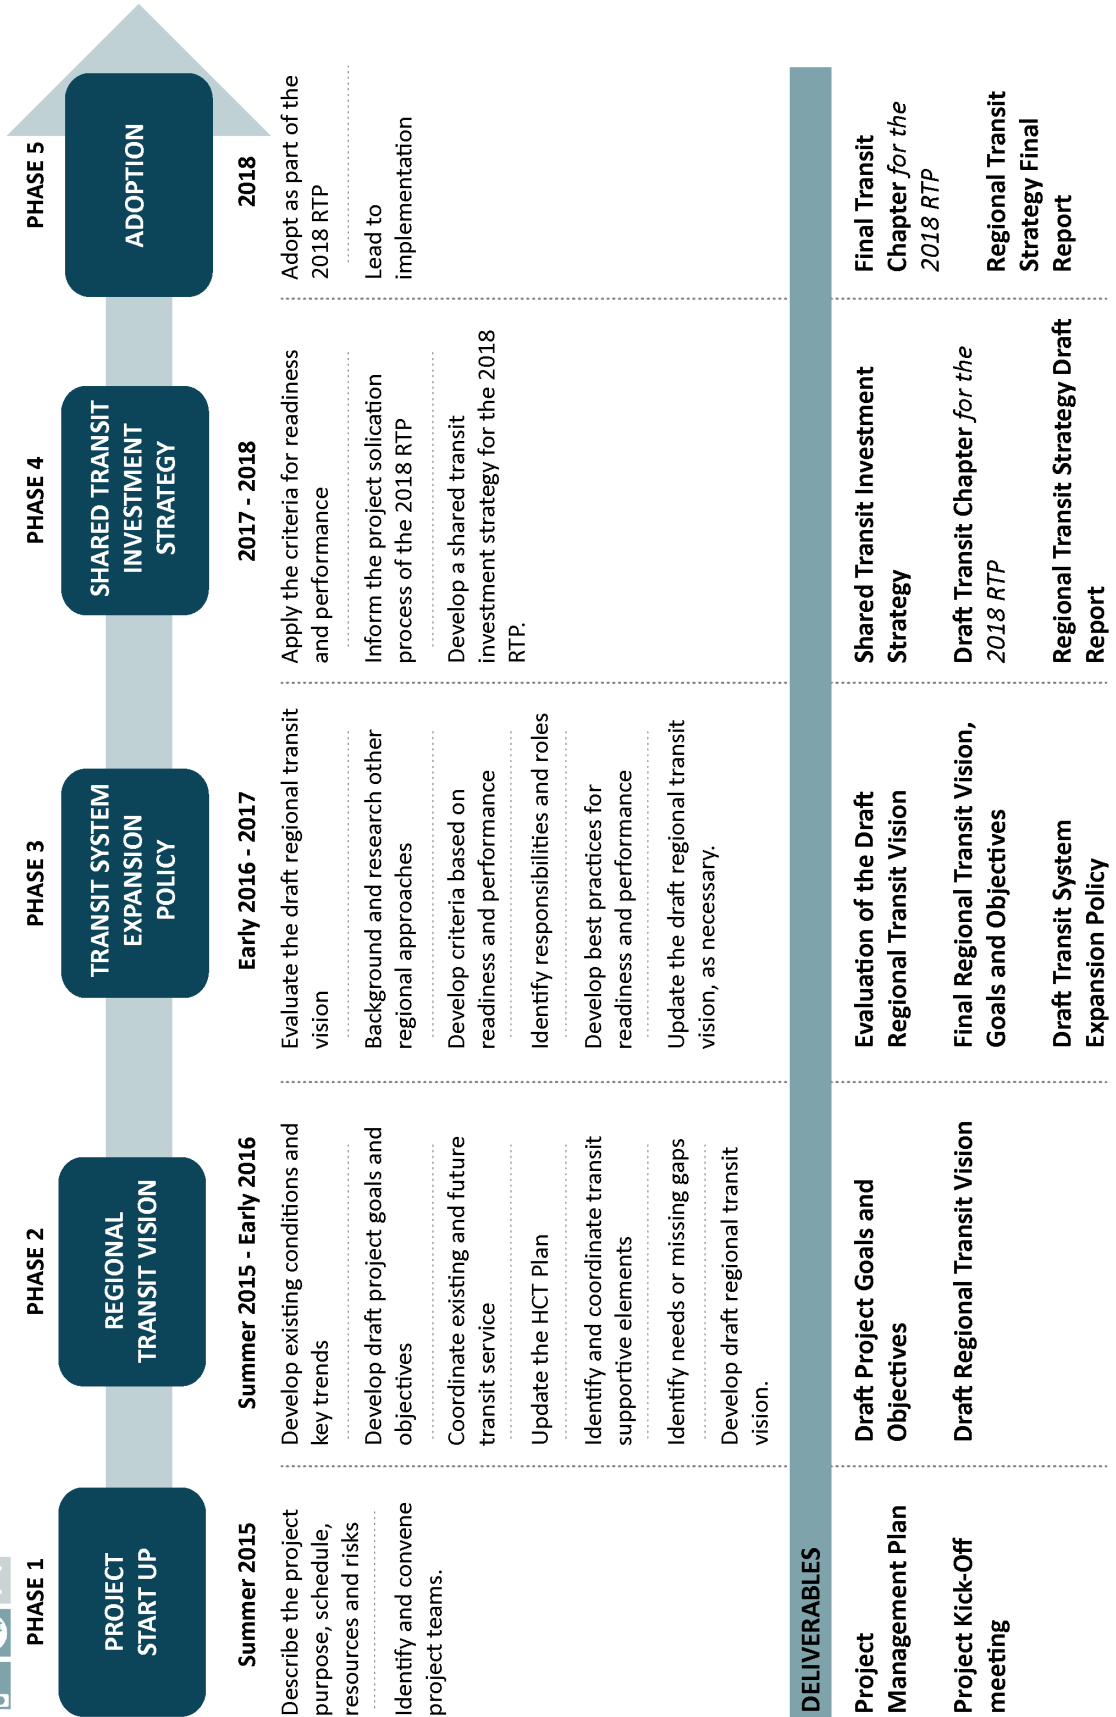 PHASE 1
PROJECT
START UP
Summer 2015
Describe the project
purpose, schedule,
resources and risks
Identify and convene
project teams.
PHASE 2
REGIONAL
TRANSIT VISION
Summer 2015 - Early 2016
Develop existing conditions and
key trends
Develop draft project goals and
objectives
Coordinate existing and future
transit service
Update the HCT Plan
Identify and coordinate transit
supportive elements
Identify needs or missing gaps
Develop draft regional transit
vision.
PHASE 3
TRANSIT SYSTEM
EXPANSION
POLICY
Early 2016 - 2017
Evaluate the draft regional transit
vision
Background and research other
regional approaches
Develop criteria based on
readiness and performance
Identify responsibilities and roles
Develop best practices for
readiness and performance
Update the draft regional transit
vision, as necessary.
PHASE 4
SHARED TRANSIT
INVESTMENT
STRATEGY
2017 - 2018
Apply the criteria for readiness
and performance
Inform the project solication
process of the 2018 RTP
Develop a shared transit
investment strategy for the 2018
RTP.
PHASE 5
ADOPTION
2018
Adopt as part of the
2018 RTP
Lead to
implementation
DELIVERABLES
Project
Management Plan
Project Kick-Off
meeting
Draft Project Goals and
Objectives
Draft Regional Transit Vision
Evaluation of the Draft
Regional Transit Vision
Final Regional Transit Vision,
Goals and Objectives
Draft Transit System
Expansion Policy
Shared Transit Investment
Strategy
Draft Transit Chapter for the
2018 RTP
Regional Transit Strategy Draft
Report
Final Transit
Chapter for the
2018 RTP
Regional Transit
Strategy Final
Report